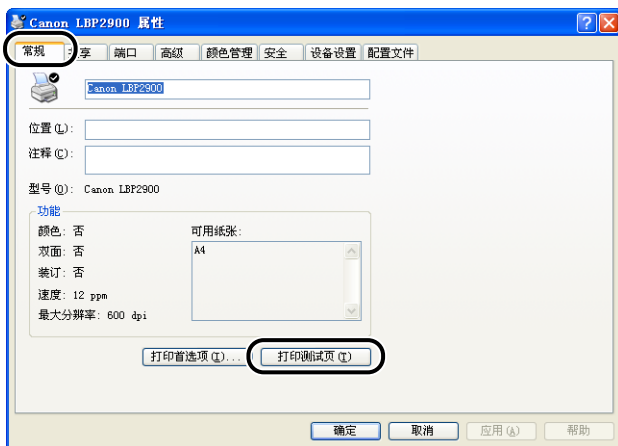 Canon LBP2900 属性
常规 共享 端口 高级 颜色管理 安全 设备设置 配置文件
Canon LBP2900
位置(L):
注释(C):
型号(O): Canon LBP2900
功能
颜色: 否 可用纸张:
双面: 否 A4
装订: 否
速度: 12 ppm
最大分辨率: 600 dpi
打印首选项(I)... 打印测试页(T)
确定 取消 应用(A) 帮助